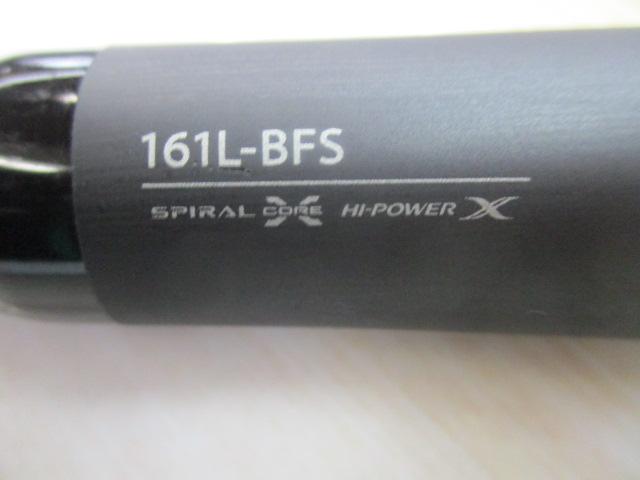 161L-BFS
SPIRAL X CORE HI-POWER X